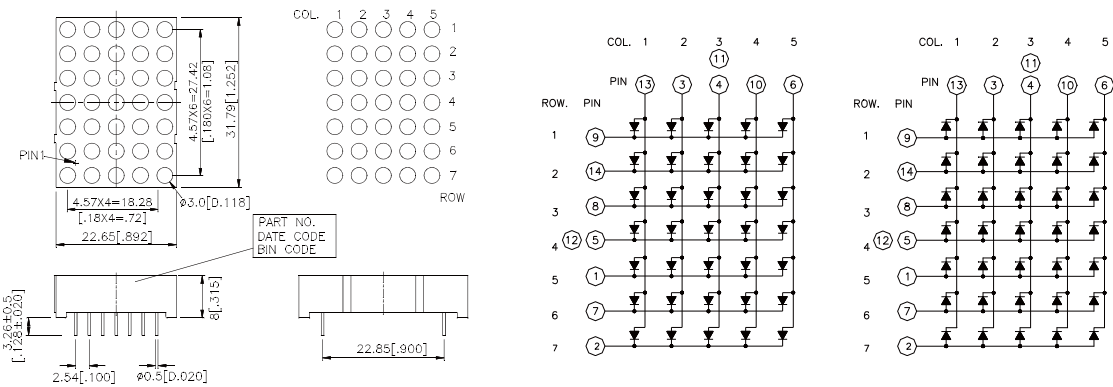 COL. 1 2 3 4 5
1
2
3
4
5
6
7
ROW
4.57X6=27.42
[.180X6=1.08]
31.79[1.252]
PIN1
4.57X4=18.28
[.18X4=.72]
22.65[.892]
ø3.0[D.118]
PART NO.
DATE CODE
BIN CODE
8[.315]
3.26±0.5
[.128±.020]
2.54[.100]
ø0.5[D.020]
22.85[.900]
COL. 1 2 3 4 5
11
PIN 13 3 4 10 6
ROW. PIN
1 9
2 14
3 8
4 12 5
5 1
6 7
7 2
COL. 1 2 3 4 5
11
PIN 13 3 4 10 6
ROW. PIN
1 9
2 14
3 8
4 12 5
5 1
6 7
7 2